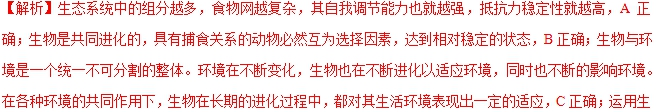 【解析】生态系统中的组分越多，食物网越复杂，其自我调节能力也就越强，抵抗力稳定性就越高，A 正
确；生物是共同进化的，具有捕食关系的动物必然互为选择因素，达到相对稳定的状态，B正确；生物与环
境是一个统一不可分割的整体。环境在不断变化，生物也在不断进化以适应环境，同时也不断的影响环境。
在各种环境的共同作用下，生物在长期的进化过程中，都对其生活环境表现出一定的适应，C正确；运用生